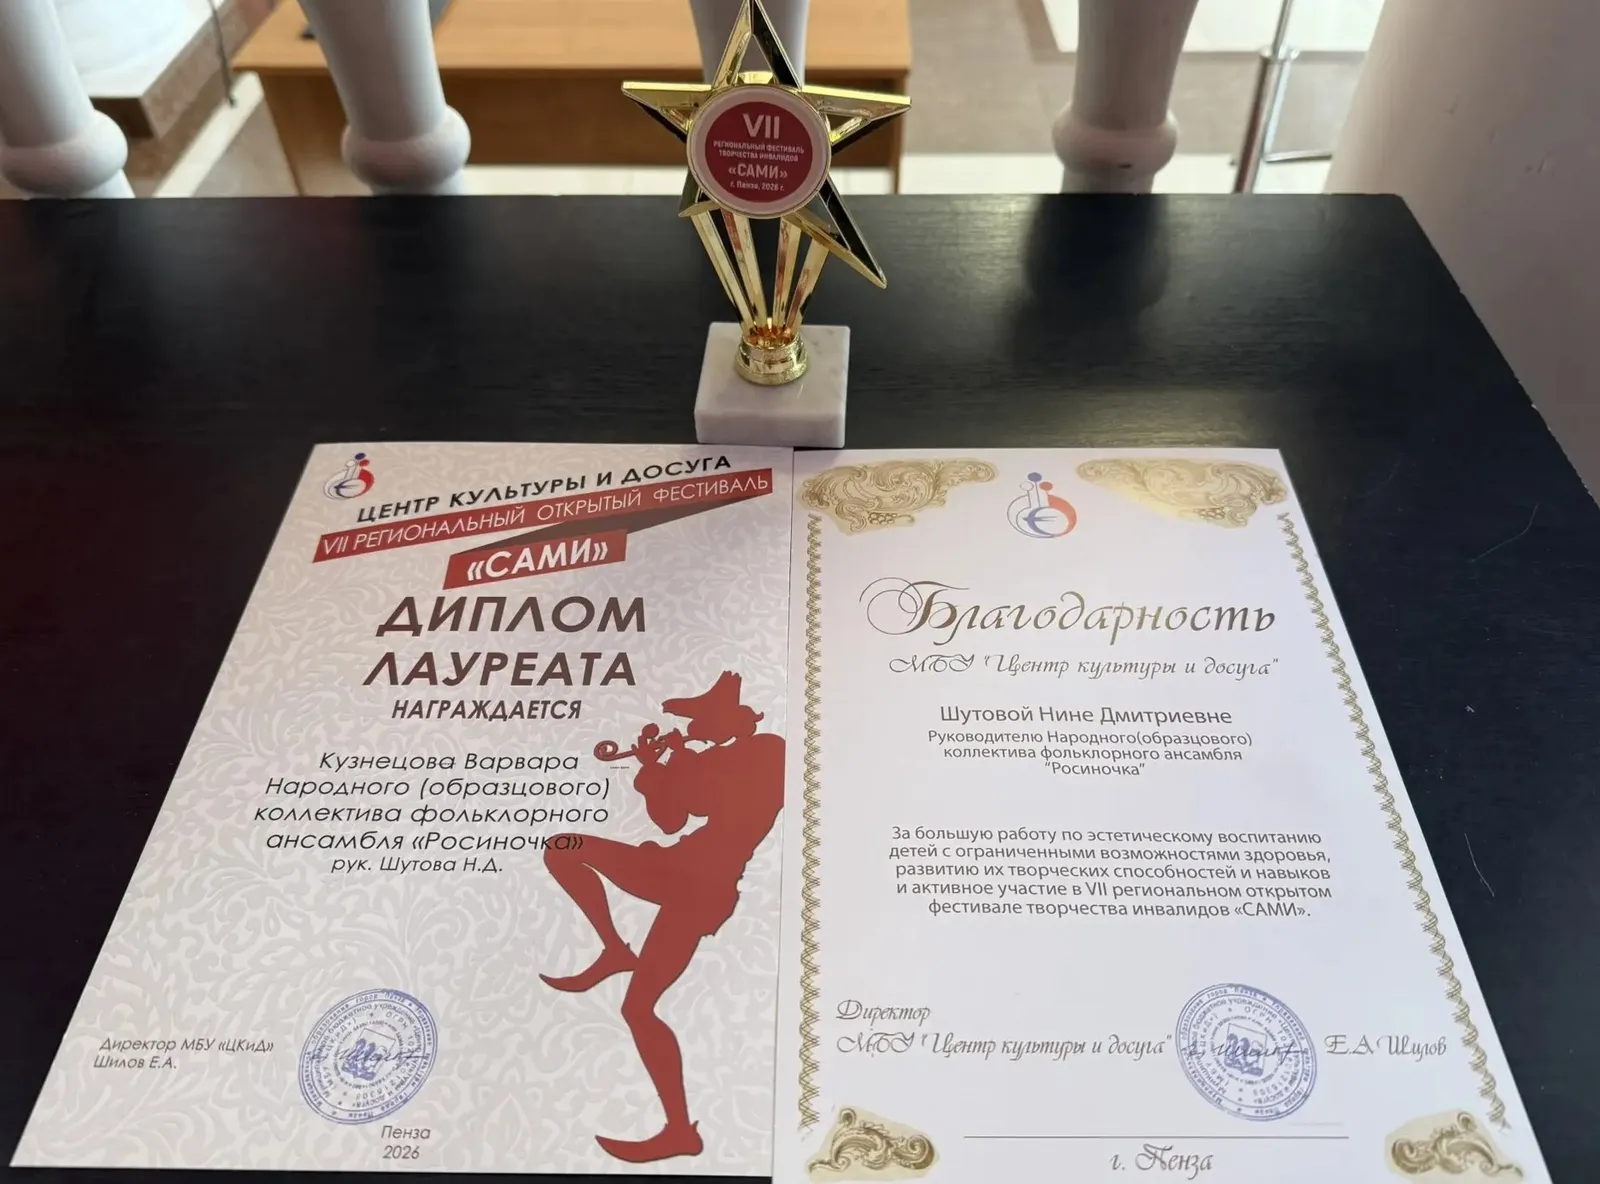 VII
РЕГИОНАЛЬНЫЙ ФЕСТИВАЛЬ
ТВОРЧЕСТВА ИНВАЛИДОВ
«САМИ»
г. Пенза, 2026 г.
ЦЕНТР КУЛЬТУРЫ И ДОСУГА
VII РЕГИОНАЛЬНЫЙ ОТКРЫТЫЙ ФЕСТИВАЛЬ
«САМИ»
ДИПЛОМ
ЛАУРЕАТА
НАГРАЖДАЕТСЯ
Кузнецова Варвара
Народного (образцового)
коллектива фольклорного
ансамбля «Росиночка»
рук. Шутова Н.Д.
Директор МБУ «ЦКиД»
Шилов Е.А.
Пенза
2026
Благодарность
МБУ "Центр культуры и досуга"
Шутовой Нине Дмитриевне
Руководителю Народного(образцового)
коллектива фольклорного ансамбля
"Росиночка"
За большую работу по эстетическому воспитанию
детей с ограниченными возможностями здоровья,
развитию их творческих способностей и навыков
и активное участие в VII региональном открытом
фестивале творчества инвалидов «САМИ».
Директор
МБУ "Центр культуры и досуга"
Е.А Шилов
г. Пенза